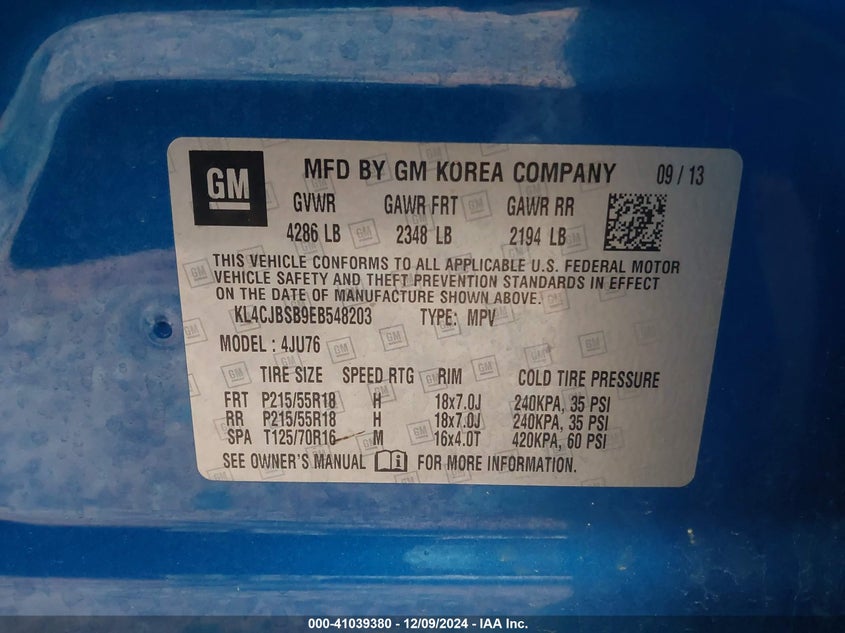 GM MFD BY GM KOREA COMPANY 09 / 13
GVWR GAWR FRT GAWR RR
4286 LB 2348 LB 2194 LB
THIS VEHICLE CONFORMS TO ALL APPLICABLE U.S. FEDERAL MOTOR
VEHICLE SAFETY AND THEFT PREVENTION STANDARDS IN EFFECT
ON THE DATE OF MANUFACTURE SHOWN ABOVE.
KL4CJBSB9EB548203 TYPE: MPV
MODEL : 4JU76
TIRE SIZE SPEED RTG RIM COLD TIRE PRESSURE
FRT P215/55R18 H 18x7.0J 240KPA, 35 PSI
RR P215/55R18 H 18x7.0J 240KPA, 35 PSI
SPA T125/70R16 M 16x4.0T 420KPA, 60 PSI
SEE OWNER'S MANUAL FOR MORE INFORMATION.
000-41039380 - 12/09/2024 - IAA Inc.